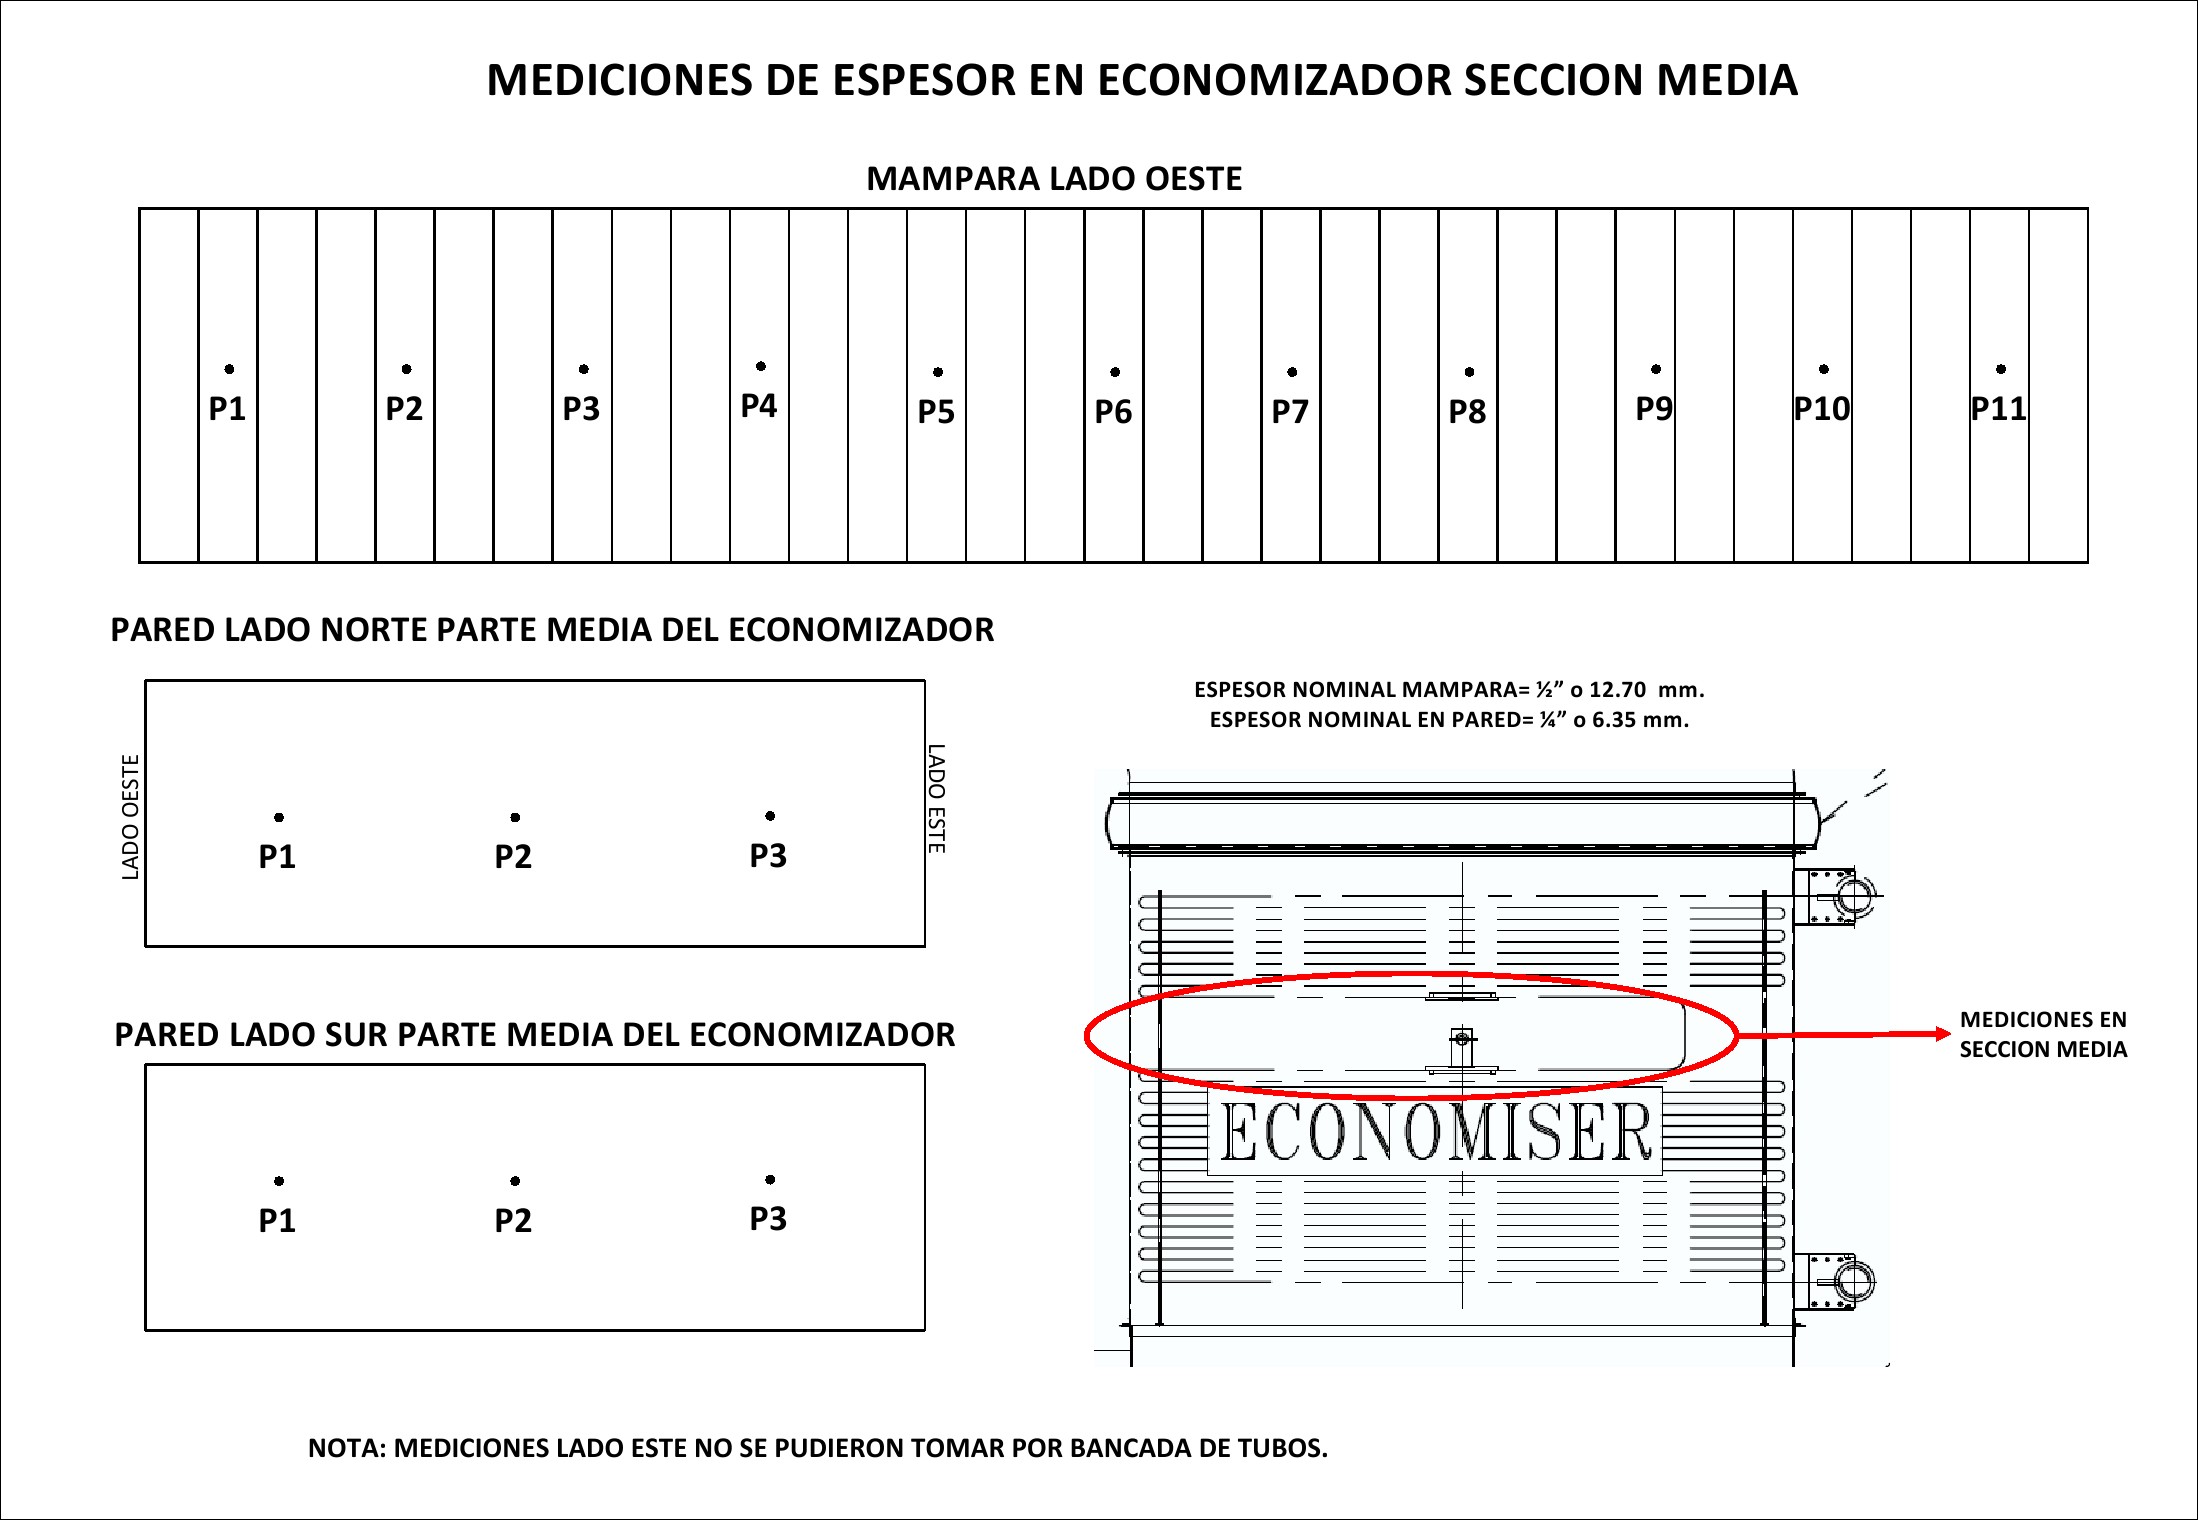 MEDICIONES DE ESPESOR EN ECONOMIZADOR SECCION MEDIA
MAMPARA LADO OESTE
P1 P2 P3 P4 P5 P6 P7 P8 P9 P10 P11
PARED LADO NORTE PARTE MEDIA DEL ECONOMIZADOR
LADO OESTE
P1 P2 P3
LADO ESTE
ESPESOR NOMINAL MAMPARA= ½” o 12.70 mm.
ESPESOR NOMINAL EN PARED= ¼” o 6.35 mm.
PARED LADO SUR PARTE MEDIA DEL ECONOMIZADOR
P1 P2 P3
ECONOMISER
MEDICIONES EN
SECCION MEDIA
NOTA: MEDICIONES LADO ESTE NO SE PUDIERON TOMAR POR BANCADA DE TUBOS.